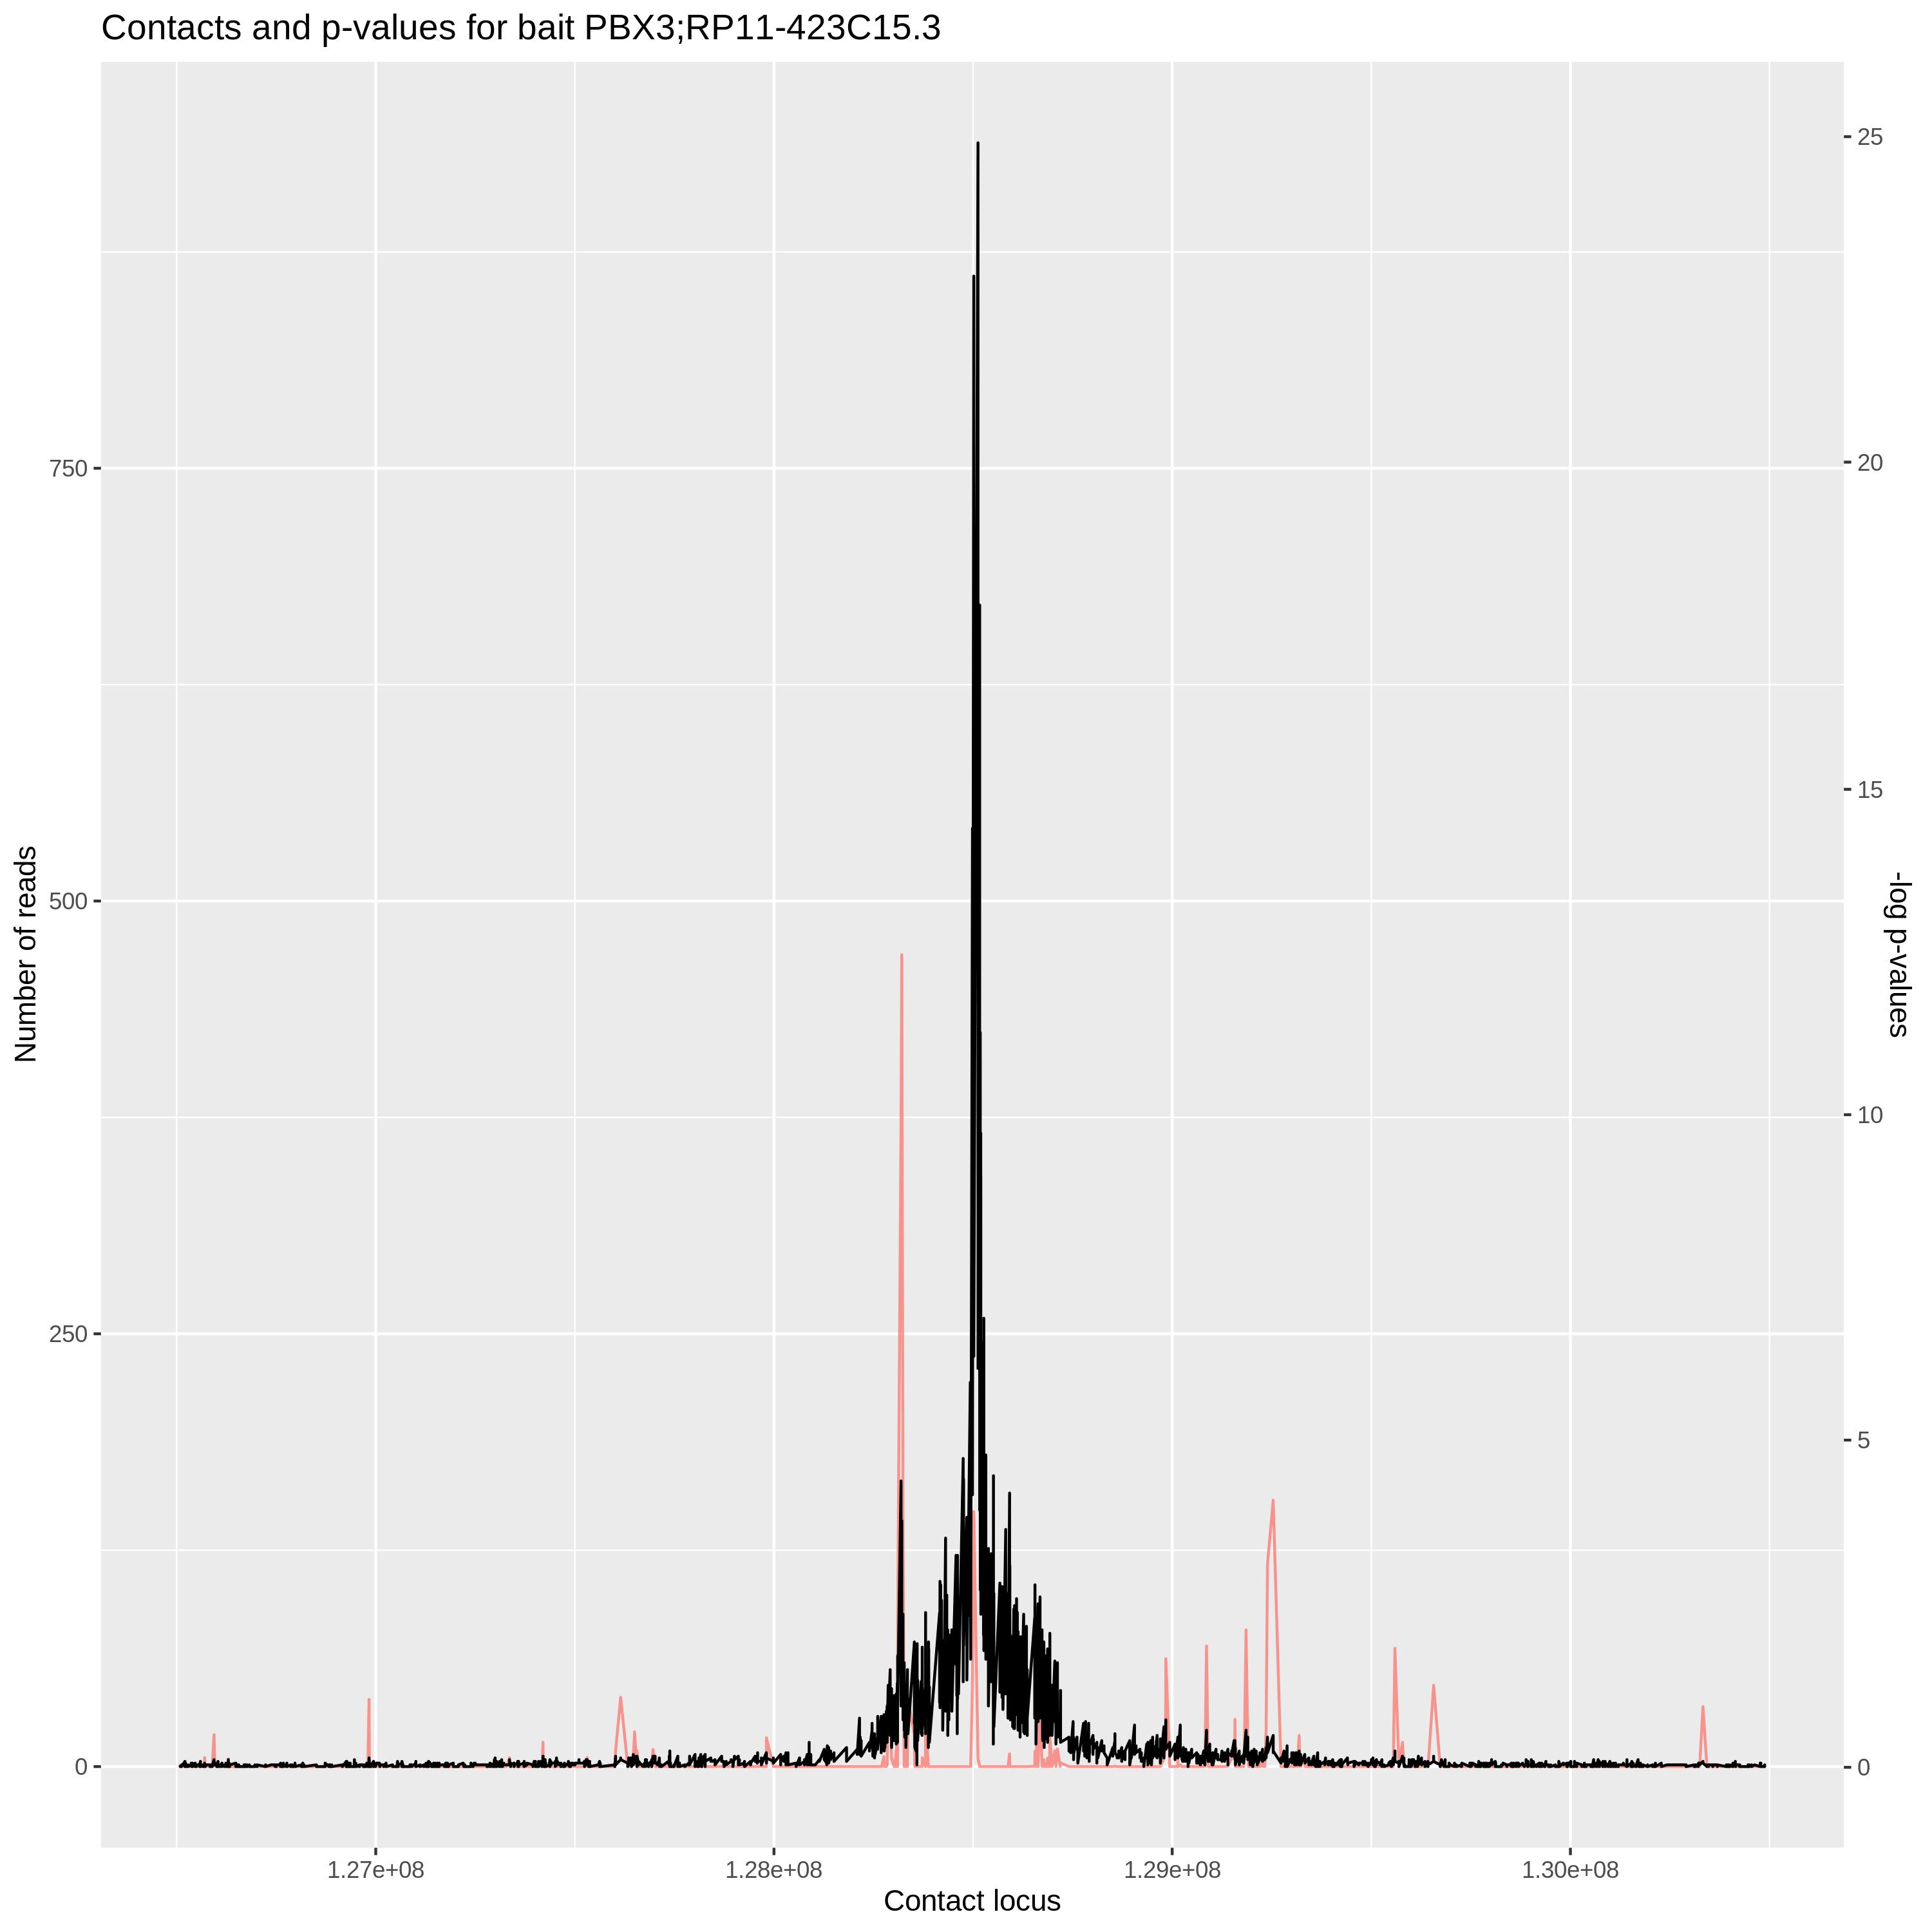 Contacts and p-values for bait PBX3;RP11-423C15.3
Number of reads
750
500
250
0
25
20
15
10
5
0
-log p-values
1.27e+08
1.28e+08
1.29e+08
1.30e+08
Contact locus